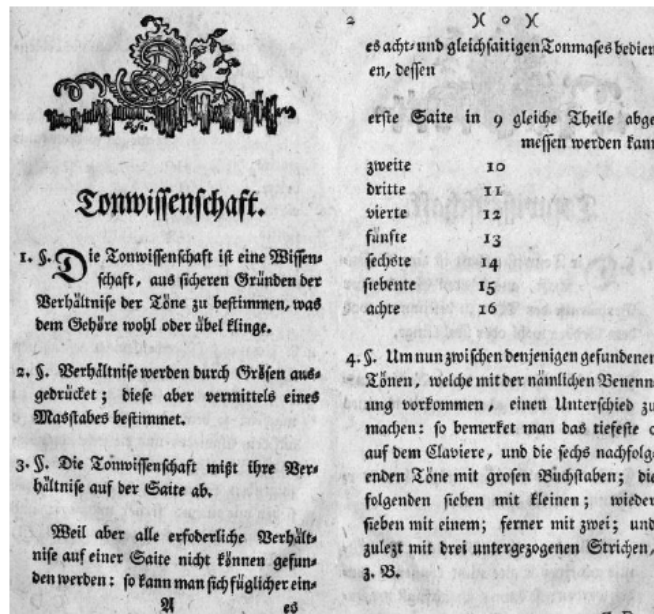 Tonwissenschaft.
1. §. Die Tonwissenschaft ist eine Wissen-
schaft, aus sicheren Gründen der
Verhältnise der Töne zu bestimmen, was
dem Gehöre wohl oder übel klinge.
2. §. Verhältnise werden durch Grösen aus-
gedrücket; diese aber vermittels eines
Masstabes bestimmet.
3. §. Die Tonwissenschaft mißt ihre Ver-
hältnise auf der Saite ab.
Weil aber alle erfoderliche Verhält-
nise auf einer Saite nicht können gefun-
den werden: so kann man sich füglicher ein-
A es
2 )( o )(
es acht- und gleichsaitigen Tonmases bedien
en, dessen
erste Saite in 9 gleiche Theile abge
messen werden kann
zweite 10
dritte 11
vierte 12
fünfte 13
sechste 14
siebente 15
achte 16
4. §. Um nun zwischen denjenigen gefundenen
Tönen, welche mit der nämlichen Benenn
ung vorkommen, einen Unterschied zu
machen: so bemerket man das tiefeste c
auf dem Claviere, und die sechs nachfolg
enden Töne mit grosen Buchstaben; die
folgenden sieben mit kleinen; wieder
sieben mit einem; ferner mit zwei; und
zulezt mit drei untergezogenen Strichen,
z. B.